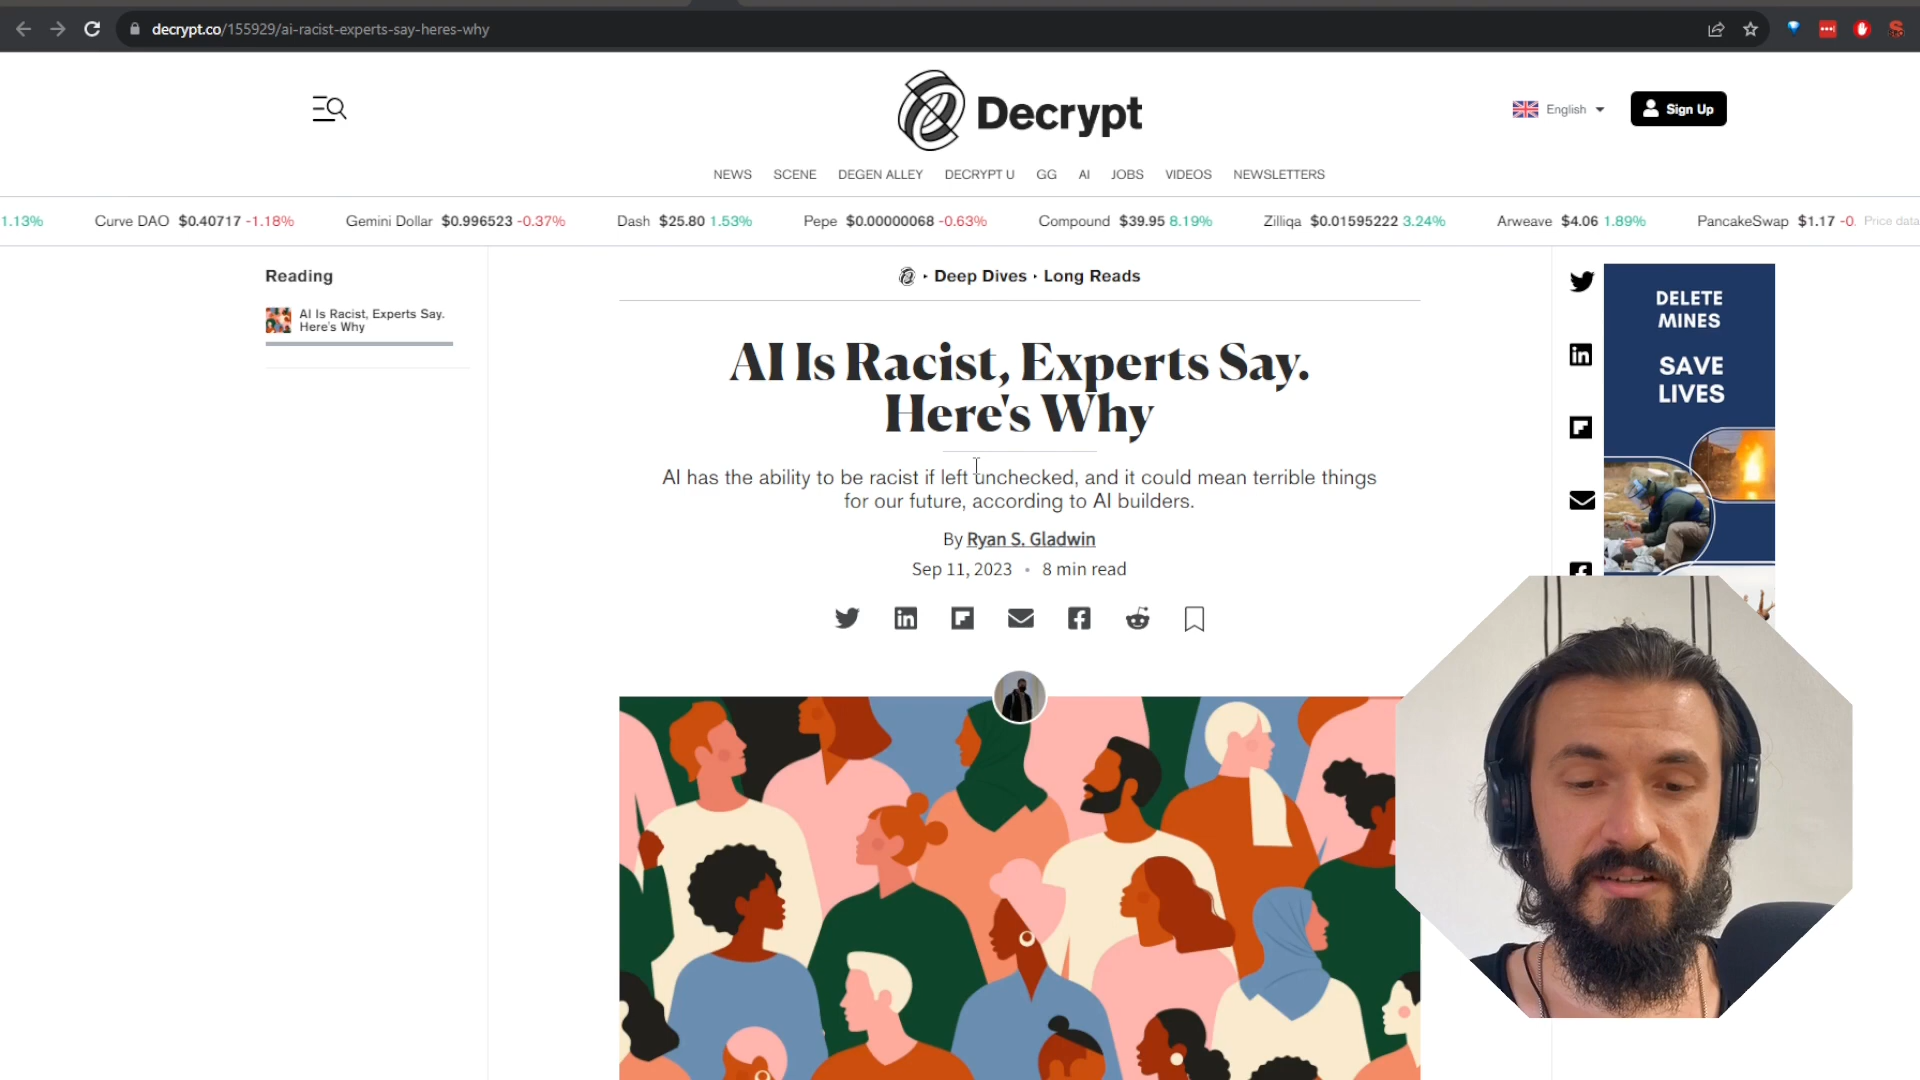 decrypt.co/155929/ai-racist-experts-say-heres-why
Decrypt
English
Sign Up
NEWS SCENE DEGEN ALLEY DECRYPT U GG AI JOBS VIDEOS NEWSLETTERS
1.13% Curve DAO $0.40717 -1.18% Gemini Dollar $0.996523 -0.37% Dash $25.80 1.53% Pepe $0.00000068 -0.63% Compound $39.95 8.19% Zilliqa $0.01595222 3.24% Arweave $4.06 1.89% PancakeSwap $1.17 -0. Price data
Reading
AI Is Racist, Experts Say.
Here's Why
Deep Dives • Long Reads
AI Is Racist, Experts Say.
Here's Why
AI has the ability to be racist if left unchecked, and it could mean terrible things
for our future, according to AI builders.
By Ryan S. Gladwin
Sep 11, 2023 • 8 min read
DELETE
MINES
SAVE
LIVES